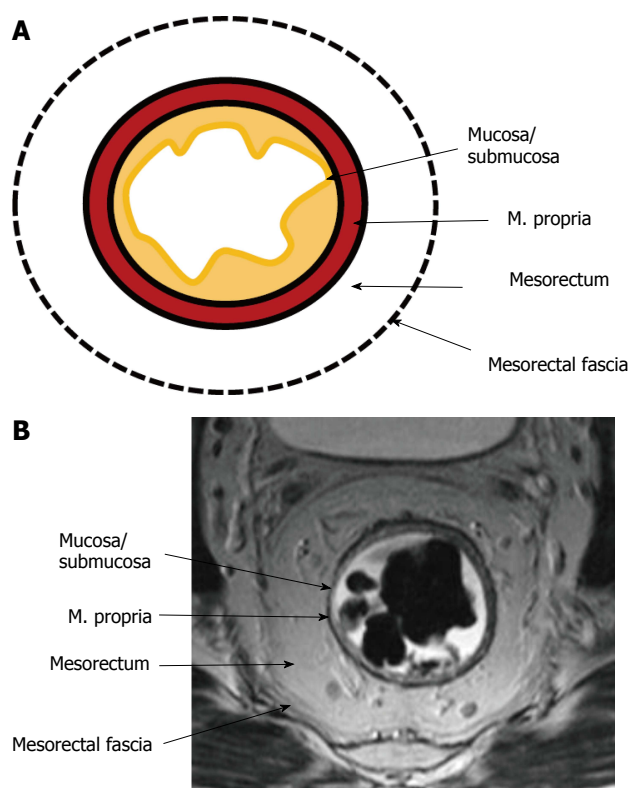 A
Mucosa/
submucosa
M. propria
Mesorectum
Mesorectal fascia
B
Mucosa/
submucosa
M. propria
Mesorectum
Mesorectal fascia